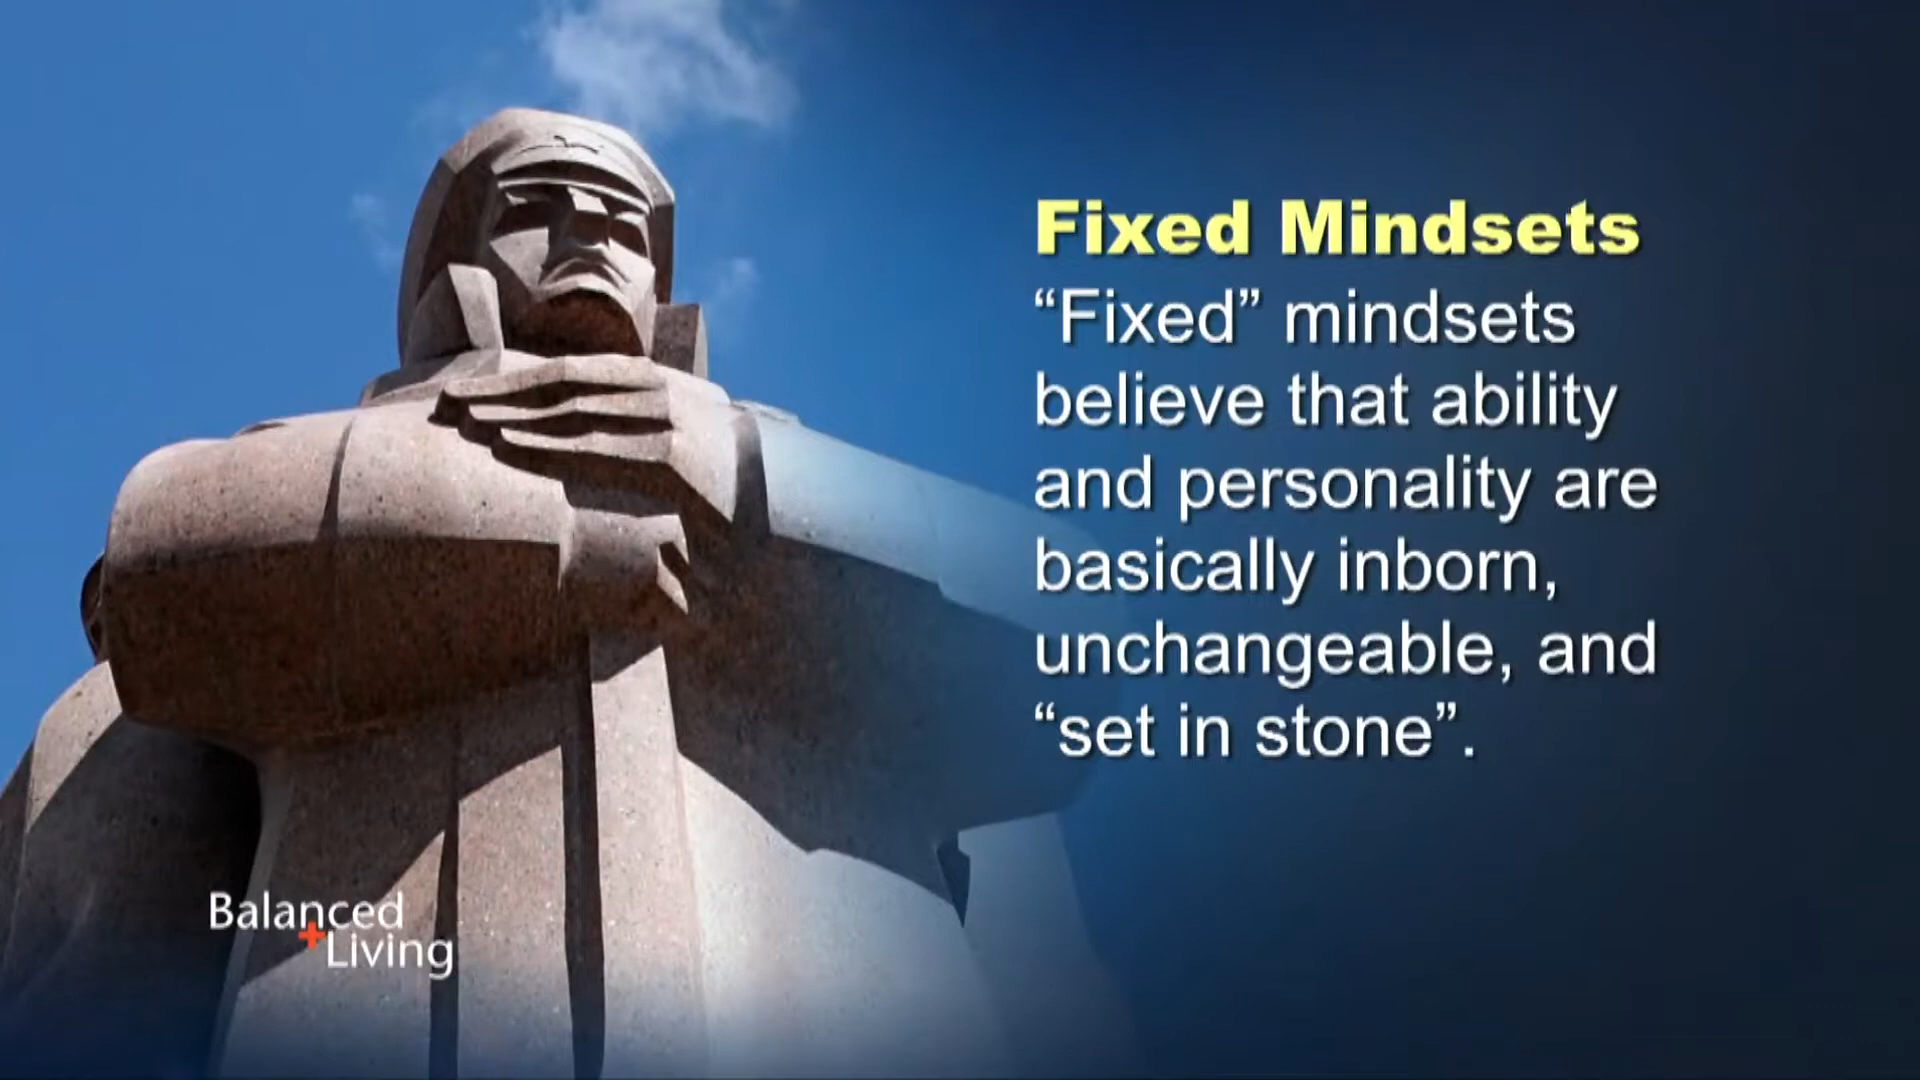 Fixed Mindsets
“Fixed” mindsets
believe that ability
and personality are
basically inborn,
unchangeable, and
“set in stone”.
Balanced
+Living